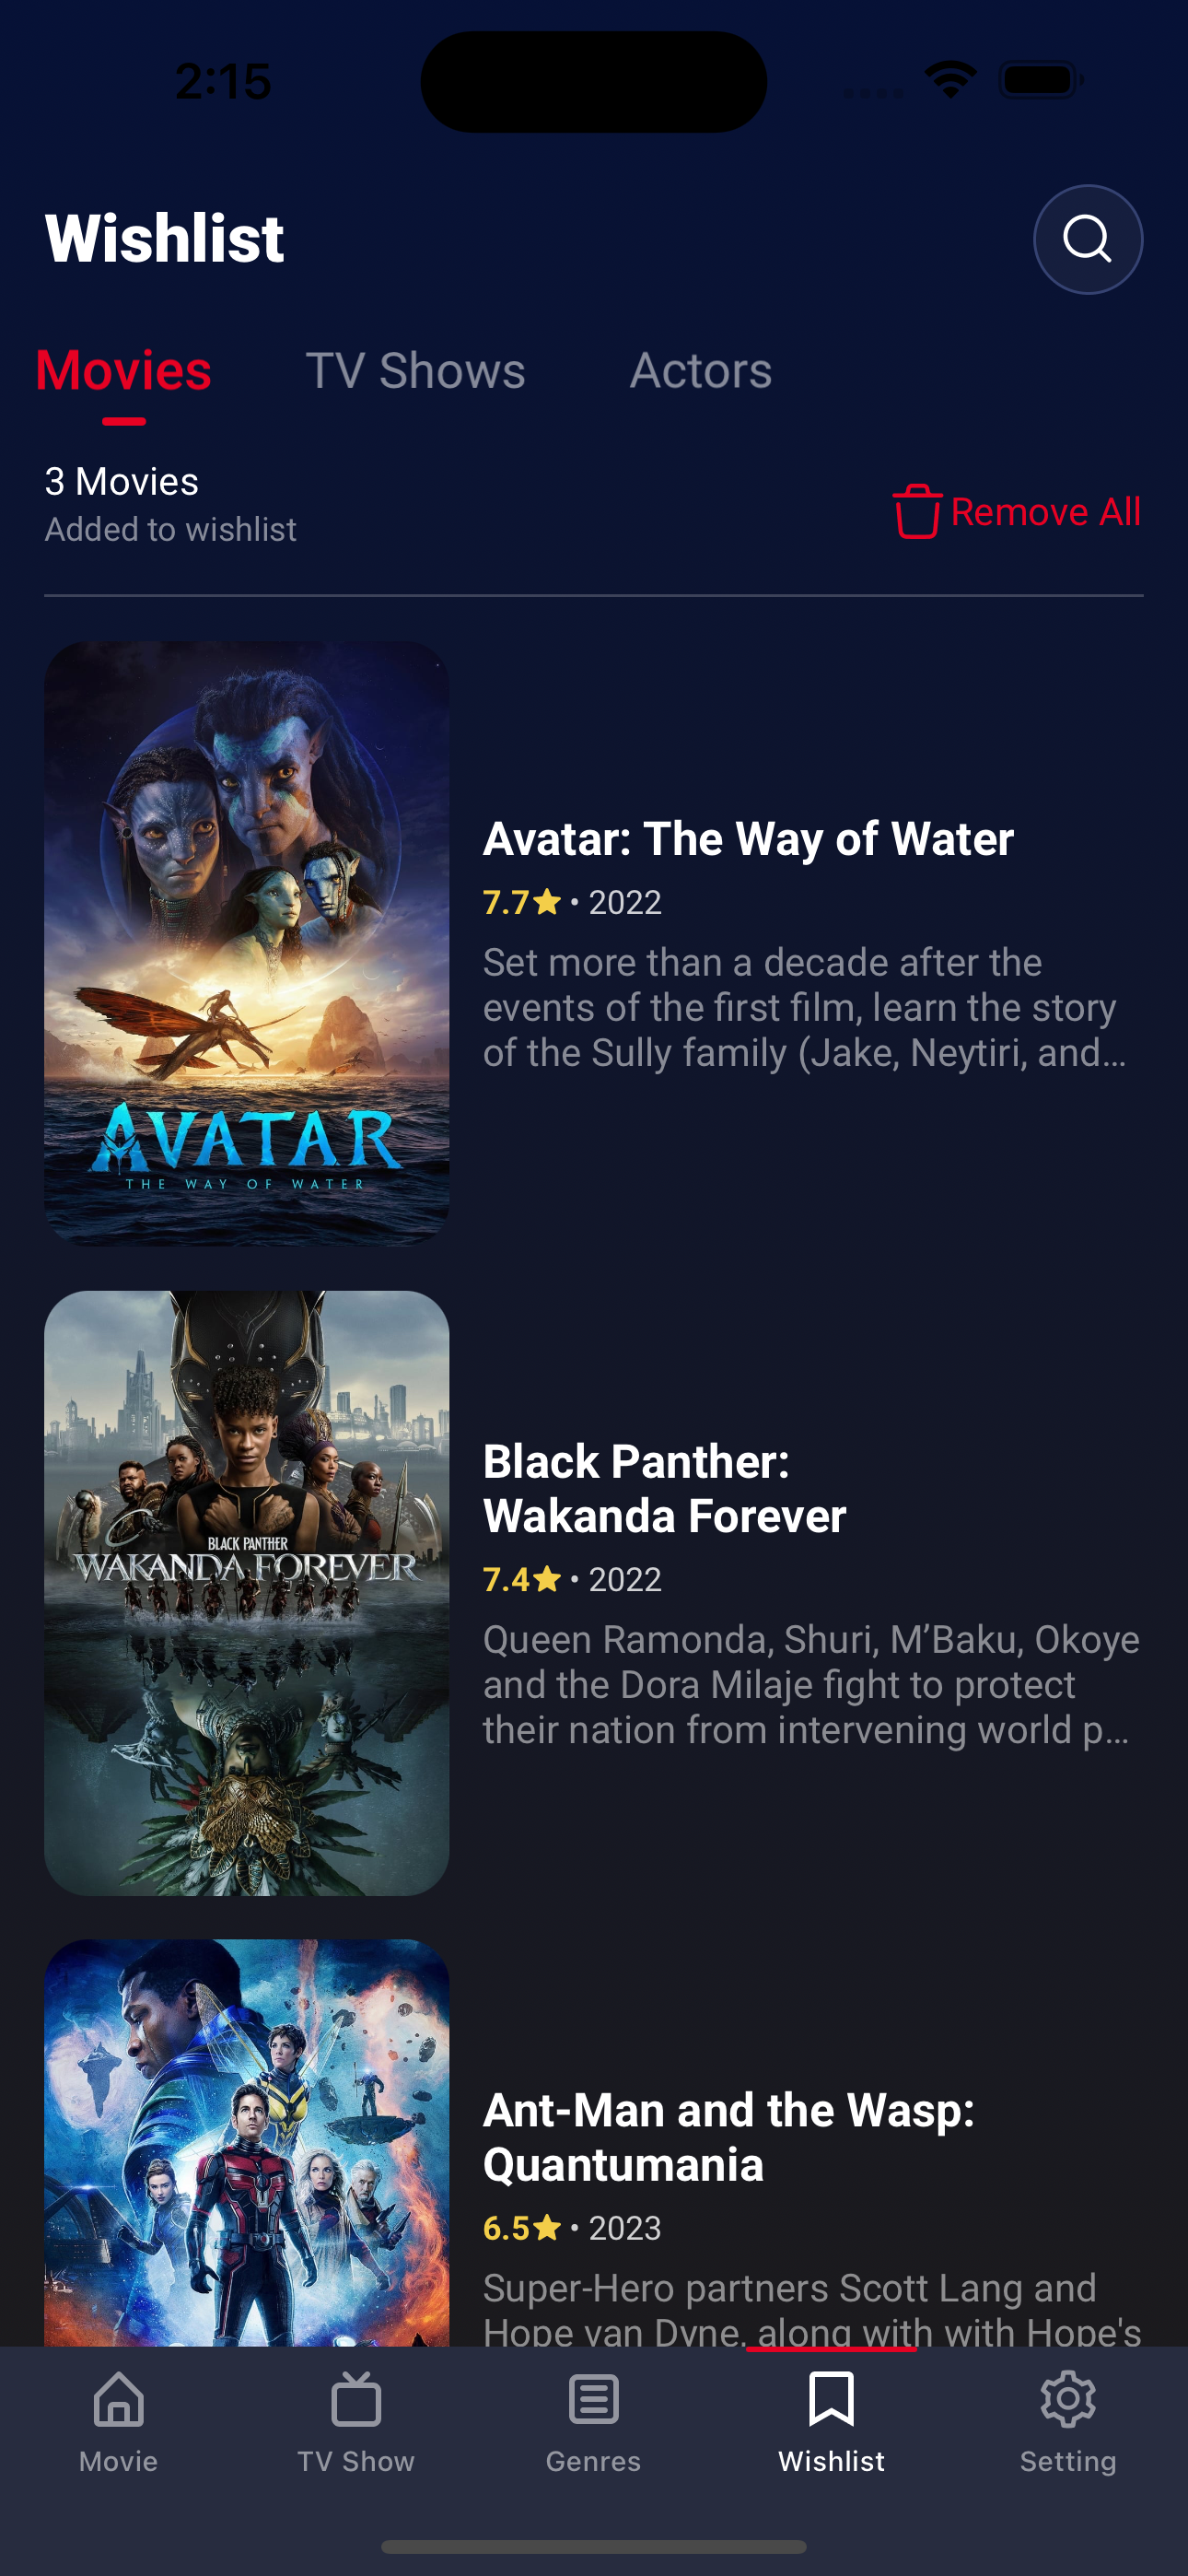 2:15
Wishlist
Movies TV Shows Actors
3 Movies
Added to wishlist
Remove All
AVATAR
THE WAY OF WATER
Avatar: The Way of Water
7.7★ • 2022
Set more than a decade after the
events of the first film, learn the story
of the Sully family (Jake, Neytiri, and...
BLACK PANTHER
WAKANDA FOREVER
Black Panther:
Wakanda Forever
7.4★ • 2022
Queen Ramonda, Shuri, M’Baku, Okoye
and the Dora Milaje fight to protect
their nation from intervening world p...
Ant-Man and the Wasp:
Quantumania
6.5★ • 2023
Super-Hero partners Scott Lang and
Hope van Dyne, along with with Hope's
Movie TV Show Genres Wishlist Setting